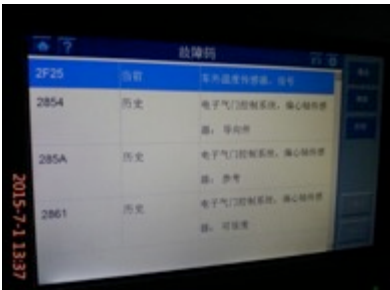 故障码
2F25 当前 车外温度传感器，信号
2854 历史 电子气门控制系统，偏心轴传感
器，导向件
285A 历史 电子气门控制系统，偏心轴传感
器，参考
2861 历史 电子气门控制系统，偏心轴传感
器，可信度
2015-7-1 13:37